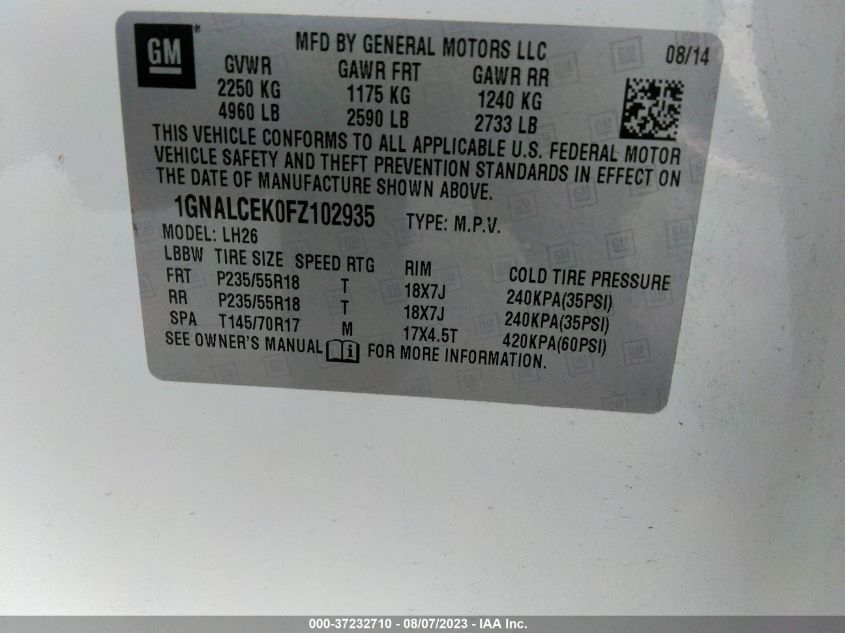 GM®
MFD BY GENERAL MOTORS LLC 08/14
GVWR GAWR FRT GAWR RR
2250 KG 1175 KG 1240 KG
4960 LB 2590 LB 2733 LB
THIS VEHICLE CONFORMS TO ALL APPLICABLE U.S. FEDERAL MOTOR
VEHICLE SAFETY AND THEFT PREVENTION STANDARDS IN EFFECT ON
THE DATE OF MANUFACTURE SHOWN ABOVE.
1GNALCEK0FZ102935 TYPE: M.P.V.
MODEL: LH26
LBBW TIRE SIZE SPEED RTG RIM COLD TIRE PRESSURE
FRT P235/55R18 T 18X7J 240KPA(35PSI)
RR P235/55R18 T 18X7J 240KPA(35PSI)
SPA T145/70R17 M 17X4.5T 420KPA(60PSI)
SEE OWNER'S MANUAL FOR MORE INFORMATION.
000-37232710 - 08/07/2023 - IAA Inc.